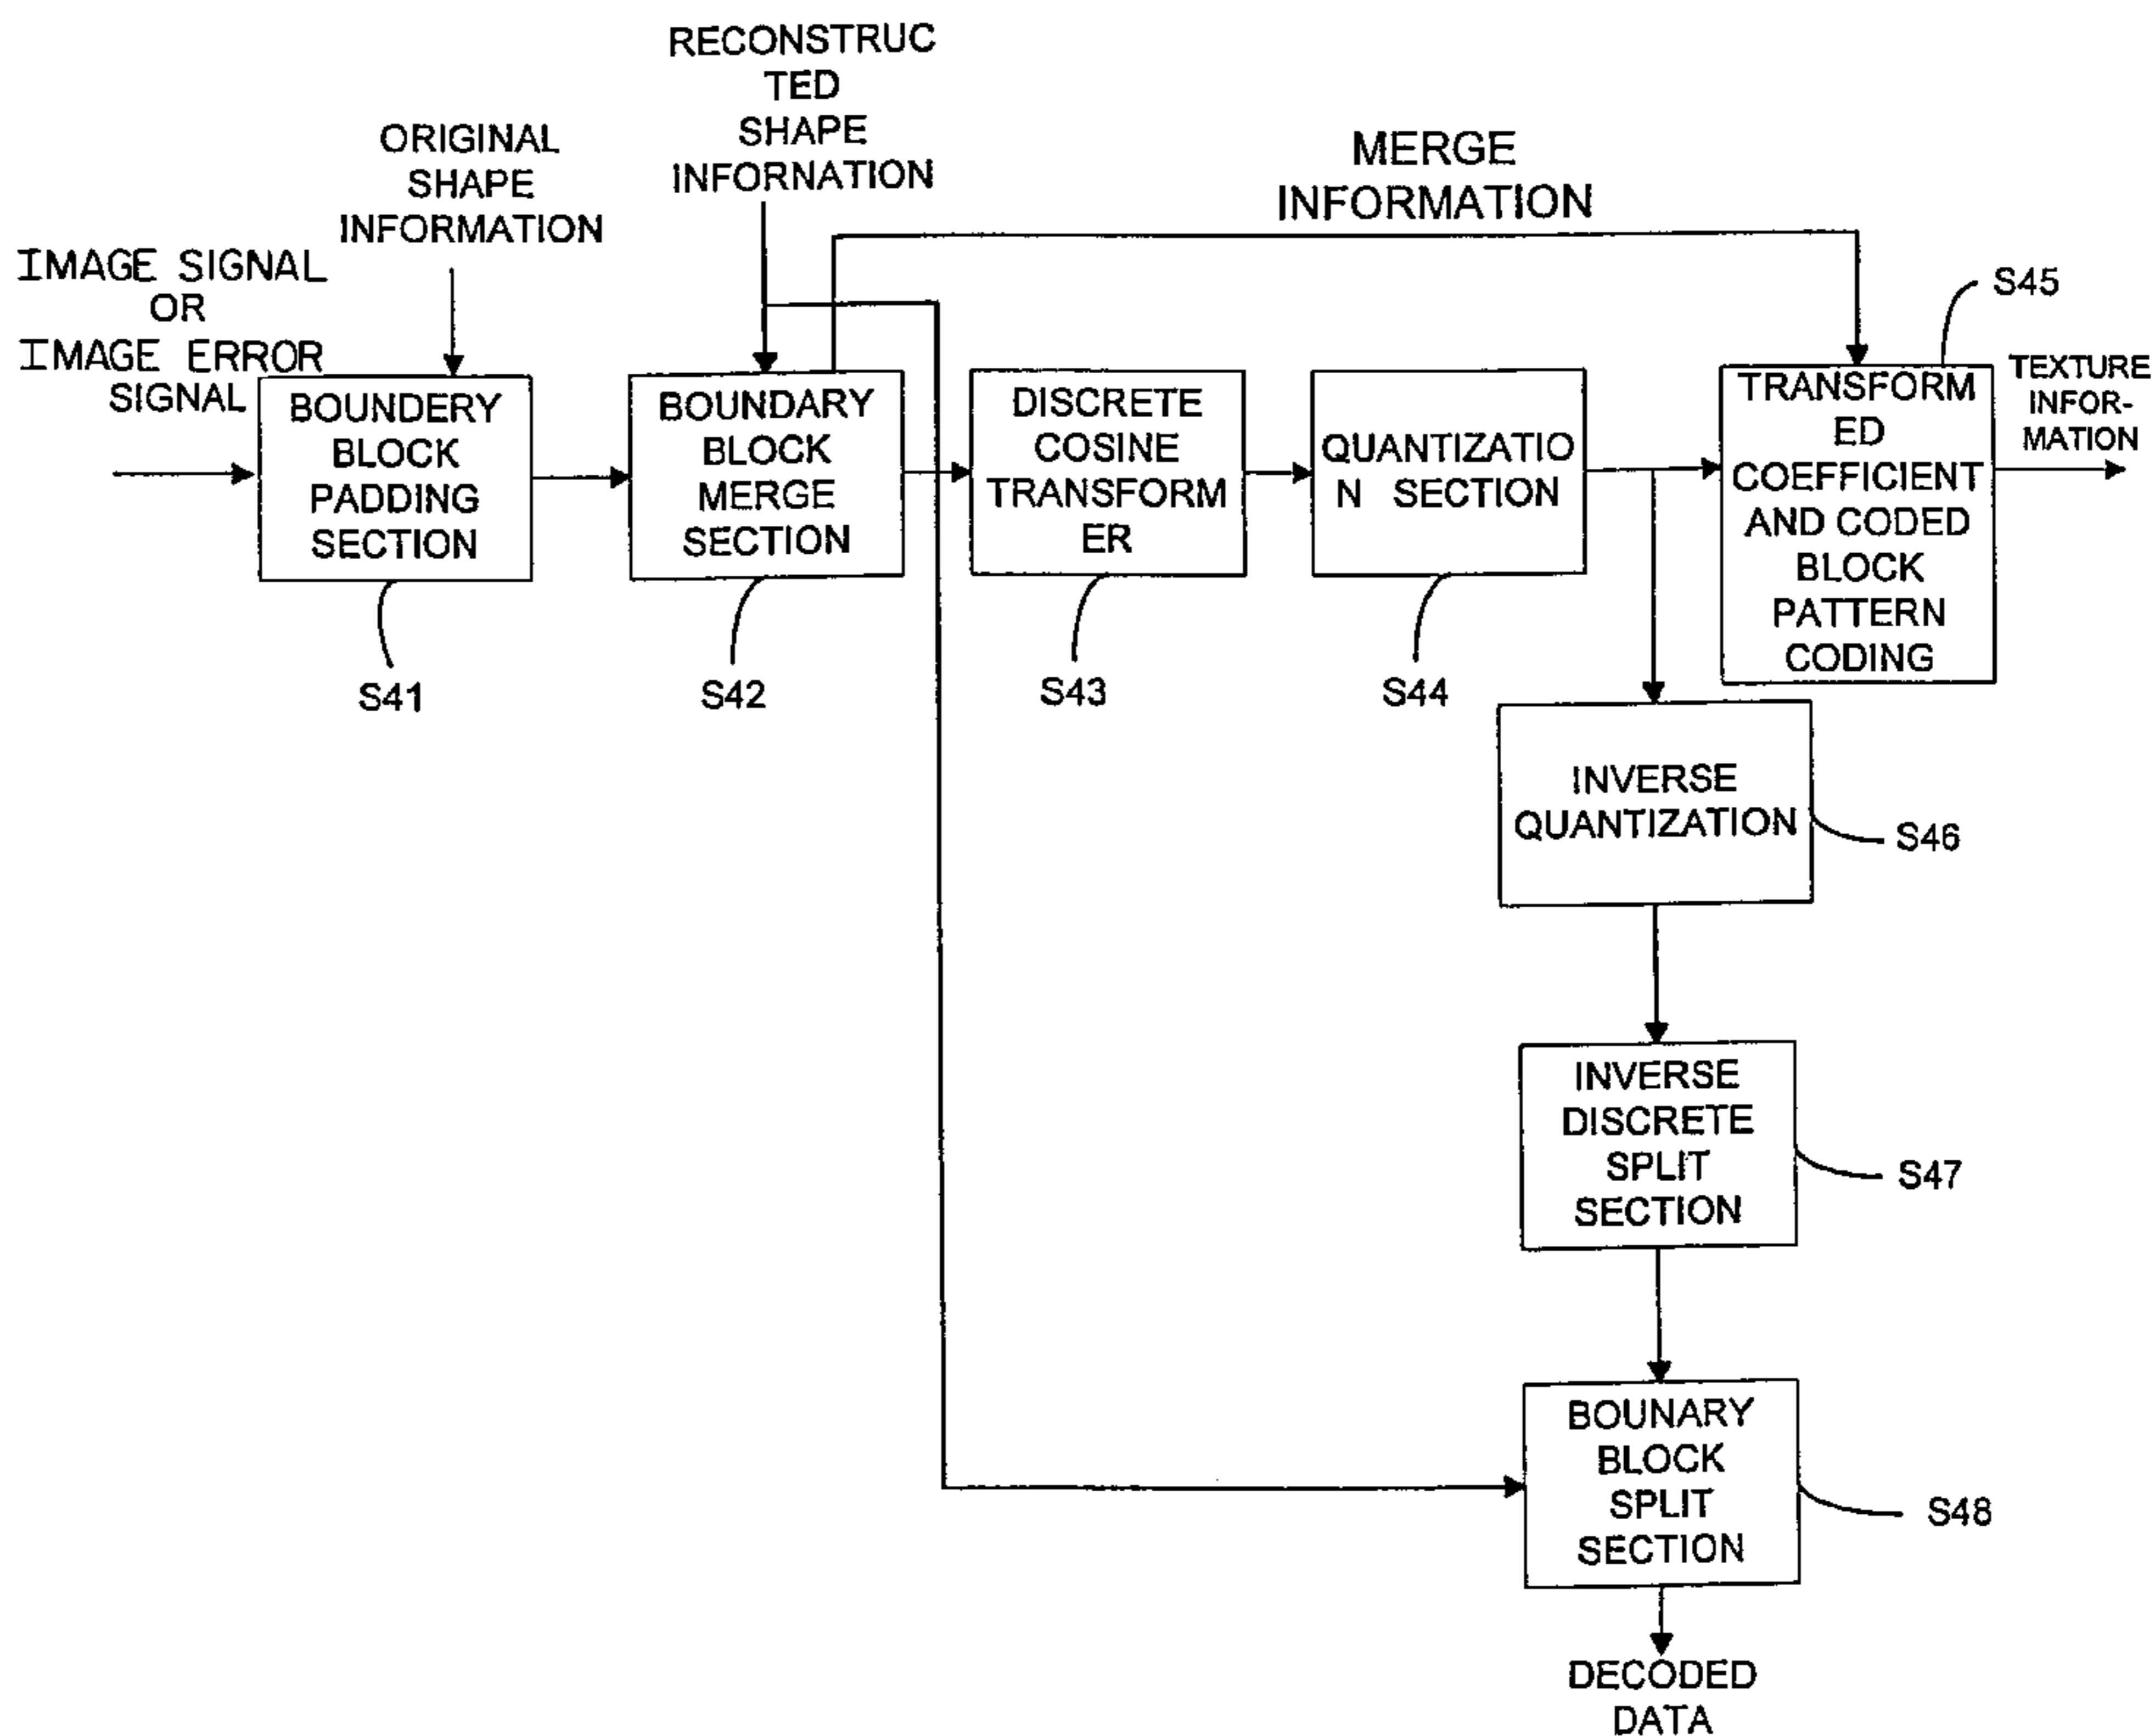 RECONSTRUC
TED
SHAPE
INFORNATION
ORIGINAL
SHAPE
INFORMATION
MERGE
INFORMATION
IMAGE SIGNAL
OR
IMAGE ERROR
SIGNAL
S45
TEXTURE
INFOR-
MATION
BOUNDERY
BLOCK
PADDING
SECTION
BOUNDARY
BLOCK
MERGE
SECTION
DISCRETE
COSINE
TRANSFORM
ER
QUANTIZATIO
N SECTION
TRANSFORM
ED
COEFFICIENT
AND CODED
BLOCK
PATTERN
CODING
S41
S42
S43
S44
INVERSE
QUANTIZATION
S46
INVERSE
DISCRETE
SPLIT
SECTION
S47
BOUNARY
BLOCK
SPLIT
SECTION
S48
DECODED
DATA